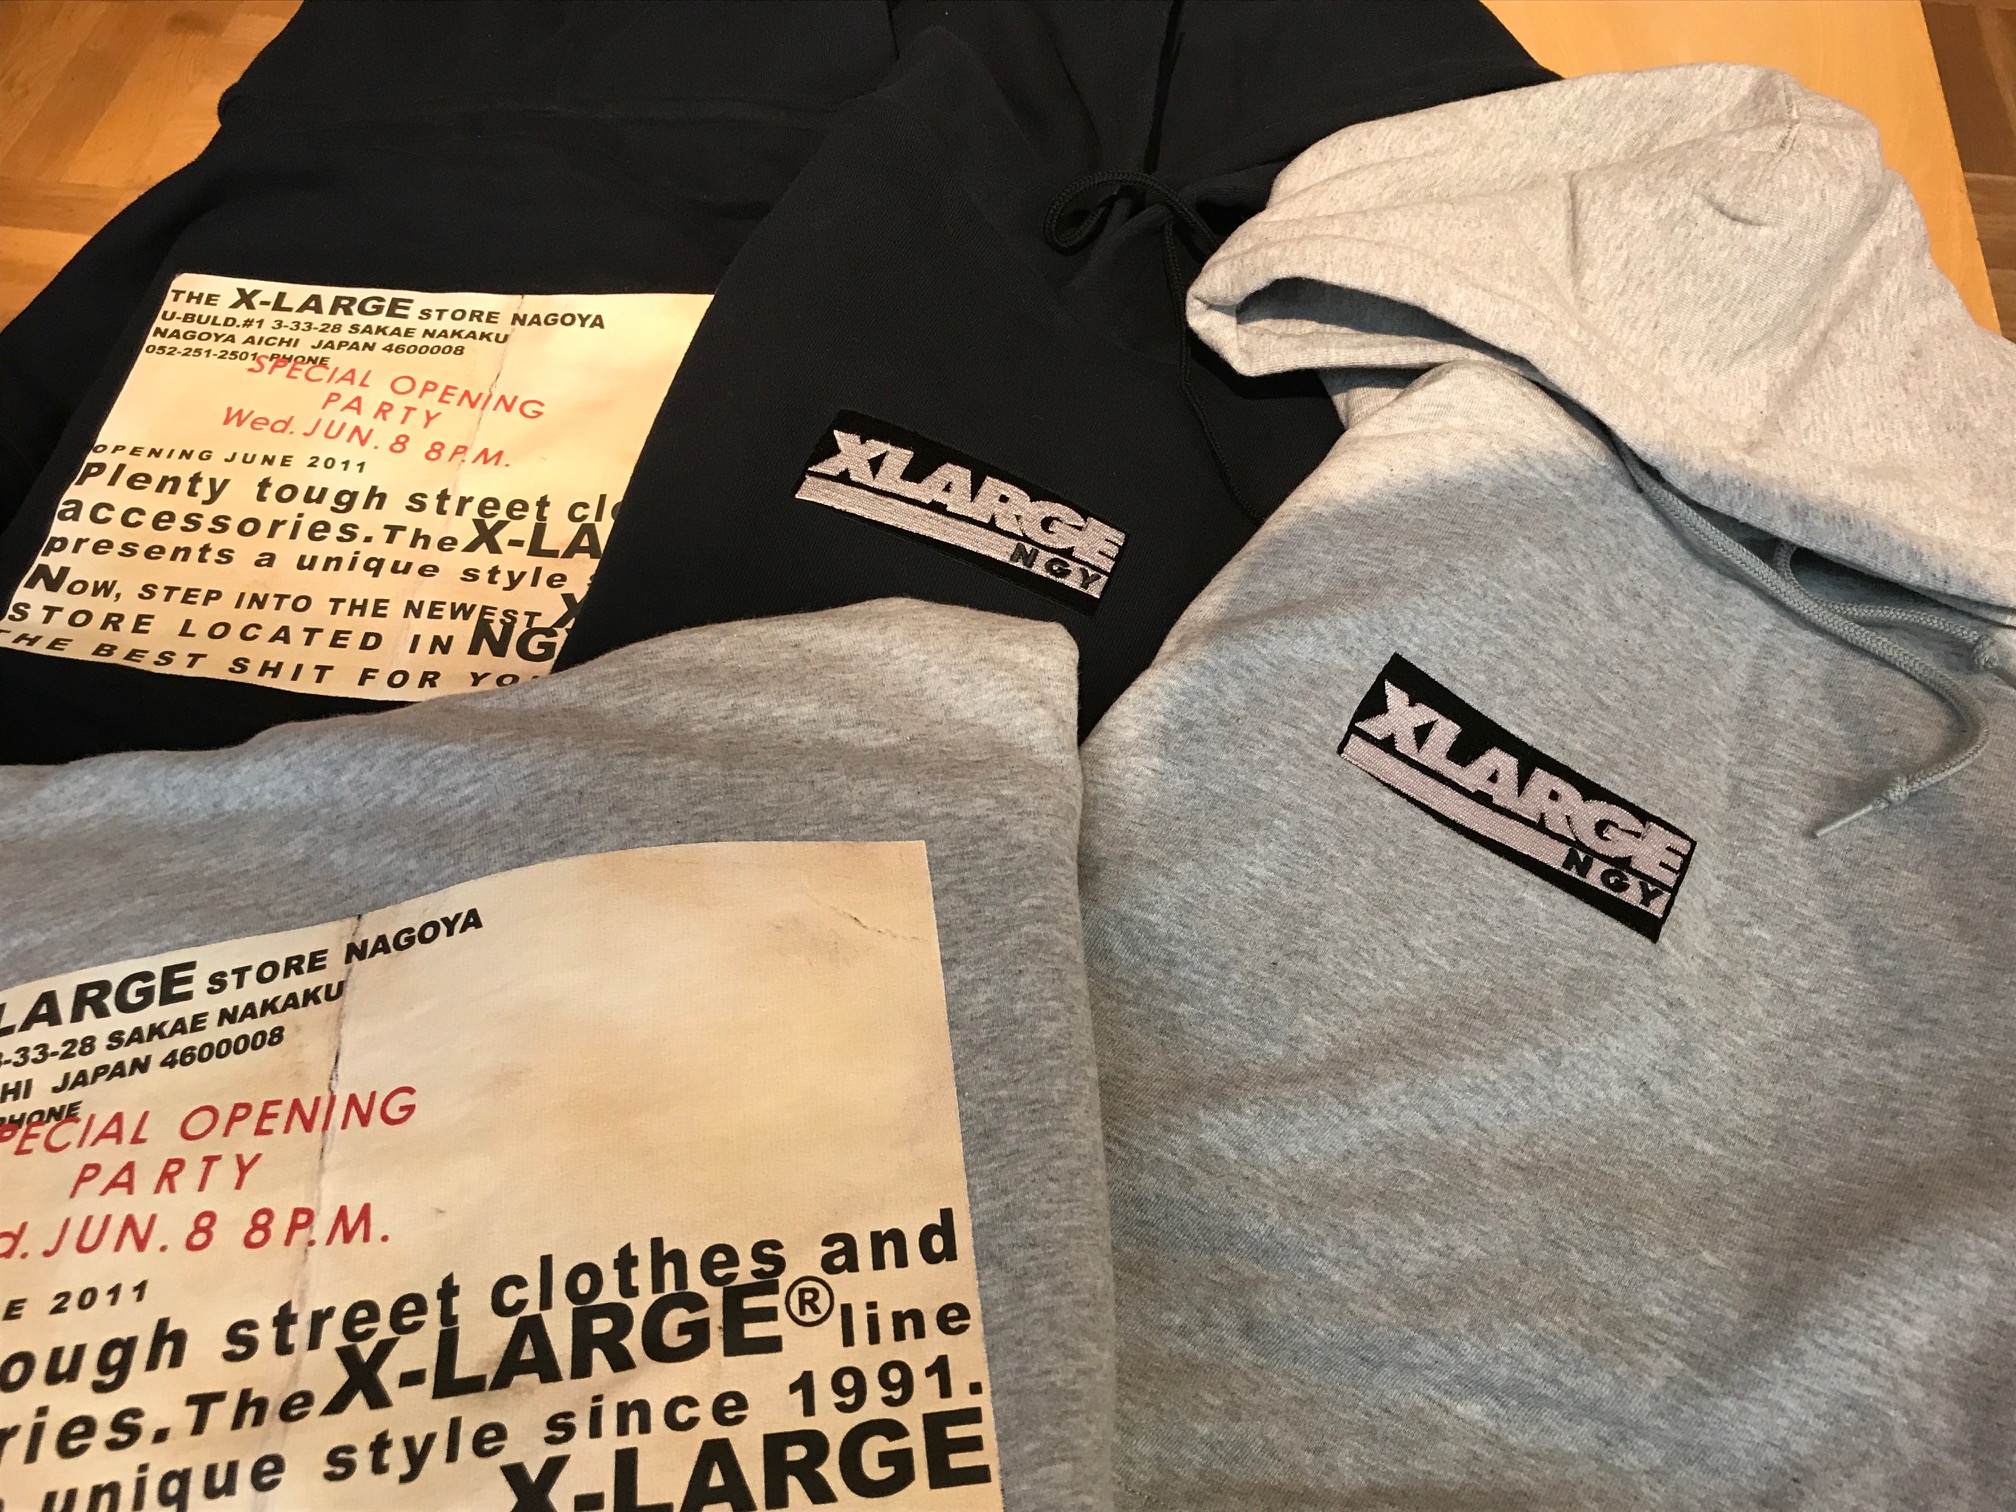 THE X-LARGE STORE NAGOYA
U-BULD.#1 3-33-28 SAKAE NAKAKU
NAGOYA AICHI JAPAN 4600008
052-251-2501 PHONE
SPECIAL OPENING
PARTY
Wed. JUN. 8 8P.M.
OPENING JUNE 2011
Plenty tough street
accessories. The X-LA
presents a unique style
NOW, STEP INTO THE NEWEST X
STORE LOCATED IN NG
THE BEST SHIT FOR
XLARGE
NGY
XLARGE
NGY
LARGE STORE NAGOYA
3-33-28 SAKAE NAKAKU
HI JAPAN 4600008
PHONE
PECIAL OPENING
PARTY
d. JUN. 8 8P.M.
E 2011
ough street clothes and
ries. The X-LARGE® line
unique style since 1991.
X-LARGE